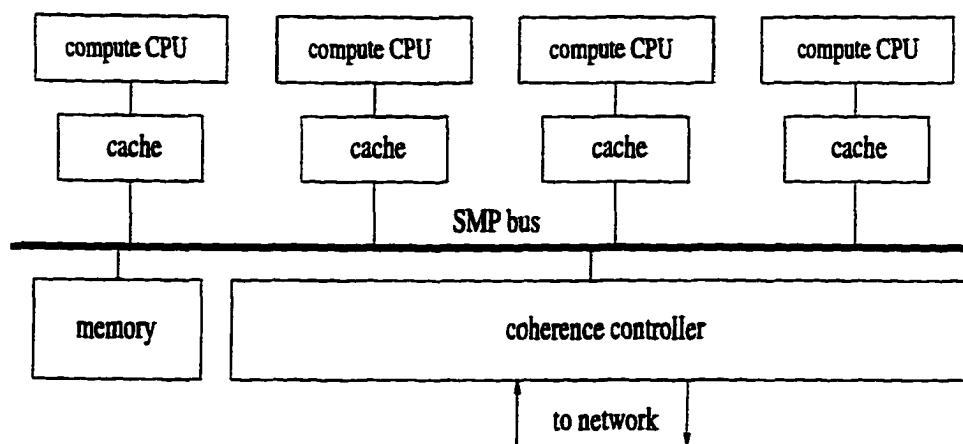 compute CPU
compute CPU
compute CPU
compute CPU
cache
cache
cache
cache
SMP bus
memory
coherence controller
to network